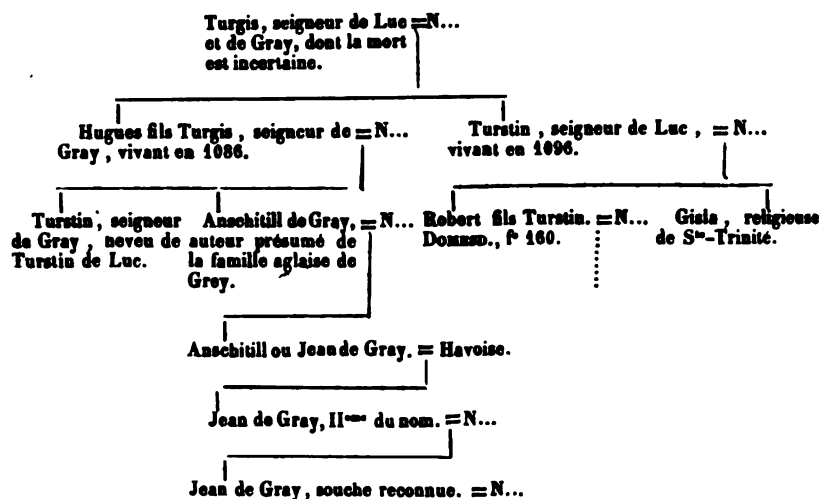 Turgis, seigneur de Luc =N...
et de Gray, dont la mort
est incertaine.
Hugues fils Turgis, seigneur de =N...
Gray, vivant en 1086.
Turstin, seigneur de Luc, =N...
vivant en 1096.
Turstin, seigneur
de Gray, neveu de
Turstin de Luc.
Anschitill de Gray, =N...
auteur présumé de
la famille aglaise de
Grey.
Robert fils Turstin. =N...
DOMESD., f° 160.
Gisla, religieuse
de Ste-Trinité.
Anschitill ou Jean de Gray. = Havoise.
Jean de Gray, IIeme du nom. =N...
Jean de Gray, souche reconnue. =N...